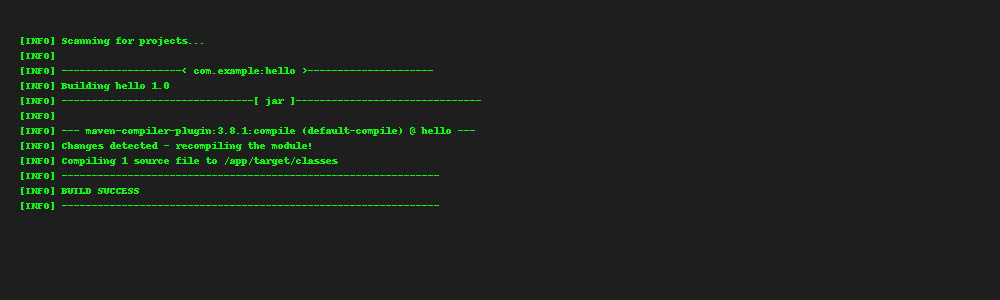 [INFO] Scanning for projects...
[INFO]
[INFO] --------------------< com.example:hello >---------------------
[INFO] Building hello 1.0
[INFO] --------------------------------[ jar ]-------------------------------
[INFO]
[INFO] --- maven-compiler-plugin:3.8.1:compile (default-compile) @ hello ---
[INFO] Changes detected - recompiling the module!
[INFO] Compiling 1 source file to /app/target/classes
[INFO] ---------------------------------------------------------------
[INFO] BUILD SUCCESS
[INFO] ---------------------------------------------------------------